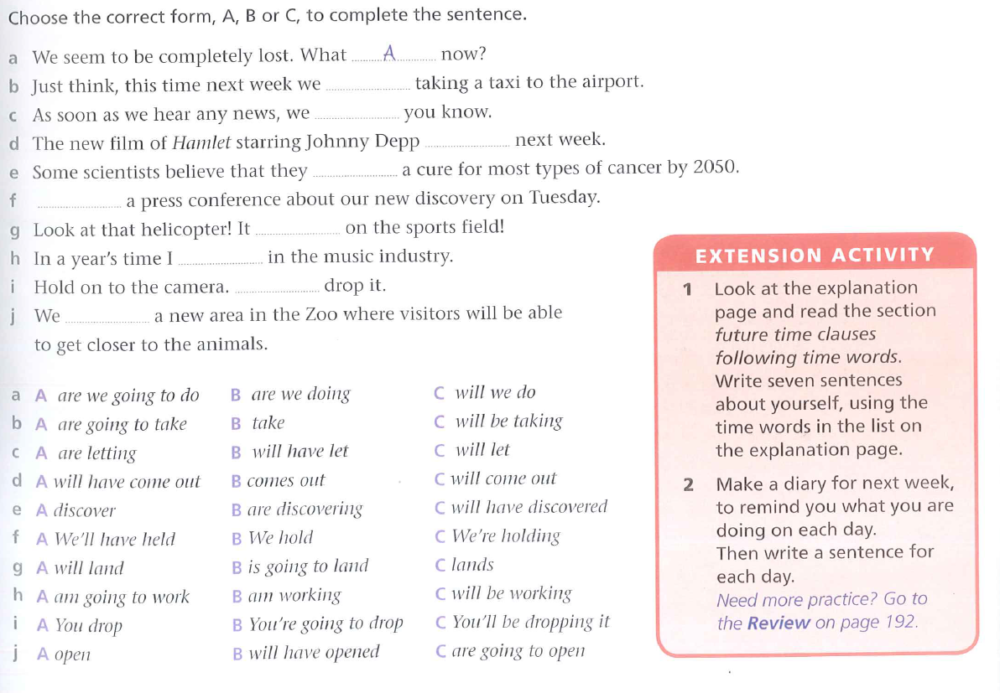 Choose the correct form, A, B or C, to complete the sentence.
a We seem to be completely lost. What ..........A.......... now?
b Just think, this time next week we .............................. taking a taxi to the airport.
c As soon as we hear any news, we .............................. you know.
d The new film of Hamlet starring Johnny Depp .............................. next week.
e Some scientists believe that they .............................. a cure for most types of cancer by 2050.
f .............................. a press conference about our new discovery on Tuesday.
g Look at that helicopter! It .............................. on the sports field!
h In a year's time I .............................. in the music industry.
i Hold on to the camera. .............................. drop it.
j We .............................. a new area in the Zoo where visitors will be able
to get closer to the animals.
a A are we going to do B are we doing C will we do
b A are going to take B take C will be taking
c A are letting B will have let C will let
d A will have come out B comes out C will come out
e A discover B are discovering C will have discovered
f A We'll have held B We hold C We're holding
g A will land B is going to land C lands
h A am going to work B am working C will be working
i A You drop B You're going to drop C You'll be dropping it
j A open B will have opened C are going to open
EXTENSION ACTIVITY
1 Look at the explanation
page and read the section
future time clauses
following time words.
Write seven sentences
about yourself, using the
time words in the list on
the explanation page.
2 Make a diary for next week,
to remind you what you are
doing on each day.
Then write a sentence for
each day.
Need more practice? Go to
the Review on page 192.